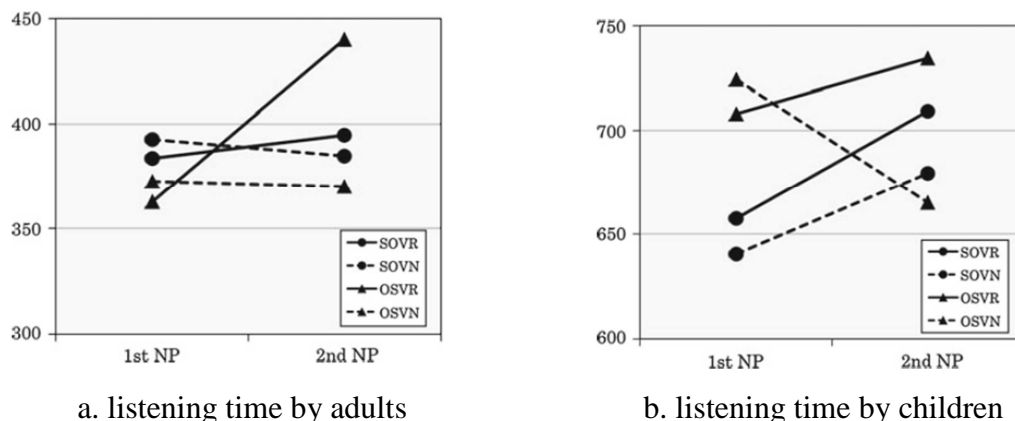 450
400
350
300
1st NP 2nd NP
SOVR
SOVN
OSVR
OSVN
a. listening time by adults
750
700
650
600
1st NP 2nd NP
SOVR
SOVN
OSVR
OSVN
b. listening time by children